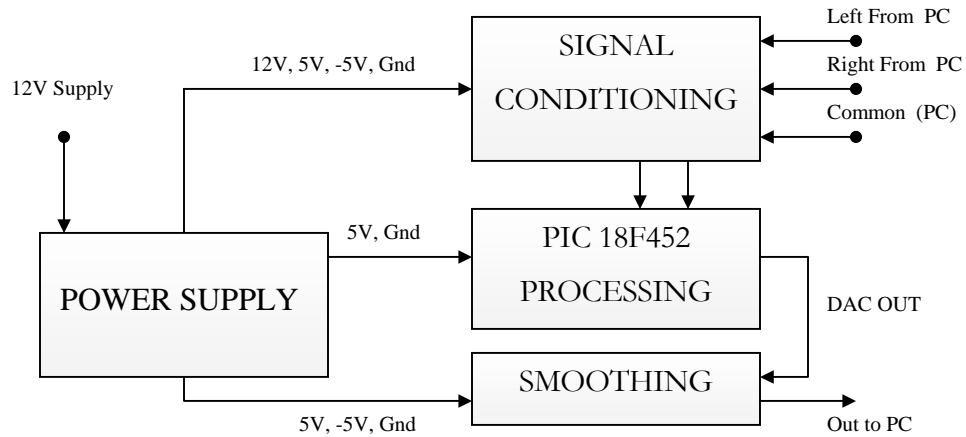 12V Supply
POWER SUPPLY
12V, 5V, -5V, Gnd
5V, Gnd
5V, -5V, Gnd
SIGNAL
CONDITIONING
Left From PC
Right From PC
Common (PC)
PIC 18F452
PROCESSING
DAC OUT
SMOOTHING
Out to PC